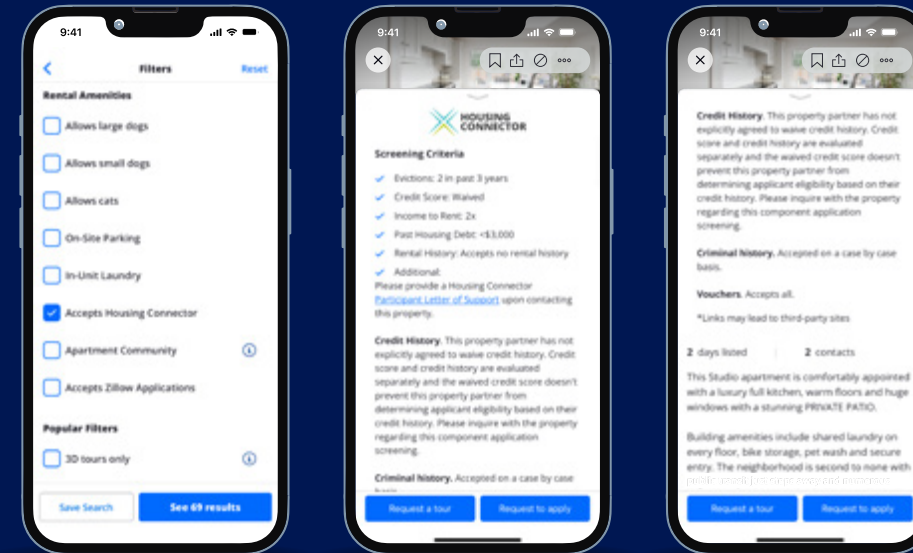 9:41
Filters
Reset
Rental Amenities
Allows large dogs
Allows small dogs
Allows cats
On-Site Parking
In-Unit Laundry
Accepts Housing Connector
Apartment Community
Accepts Zillow Applications
Popular Filters
3D tours only
Save Search
See 69 results
9:41
HOUSING
CONNECTOR
Screening Criteria
Evictions: 2 in past 3 years
Credit Score: Waived
Income to Rent: 2x
Past Housing Debt: <$3,000
Rental History: Accepts no rental history
Additional:
Please provide a Housing Connector
Participant Letter of Support upon contacting
this property.
Credit History. This property partner has not
explicitly agreed to waive credit history. Credit
score and credit history are evaluated
separately and the waived credit score doesn't
prevent this property partner from
determining applicant eligibility based on their
credit history. Please inquire with the property
regarding this component application
screening.
Criminal history. Accepted on a case by case
basis.
Request a tour
Request to apply
9:41
Credit History. This property partner has not
explicitly agreed to waive credit history. Credit
score and credit history are evaluated
separately and the waived credit score doesn't
prevent this property partner from
determining applicant eligibility based on their
credit history. Please inquire with the property
regarding this component application
screening.
Criminal history. Accepted on a case by case
basis.
Vouchers. Accepts all.
*Links may lead to third-party sites
2 days listed
2 contacts
This Studio apartment is comfortably appointed
with a luxury full kitchen, warm floors and huge
windows with a stunning PRIVATE PATIO.
Building amenities include shared laundry on
every floor, bike storage, pet wash and secure
entry. The neighborhood is second to none with
Request a tour
Request to apply